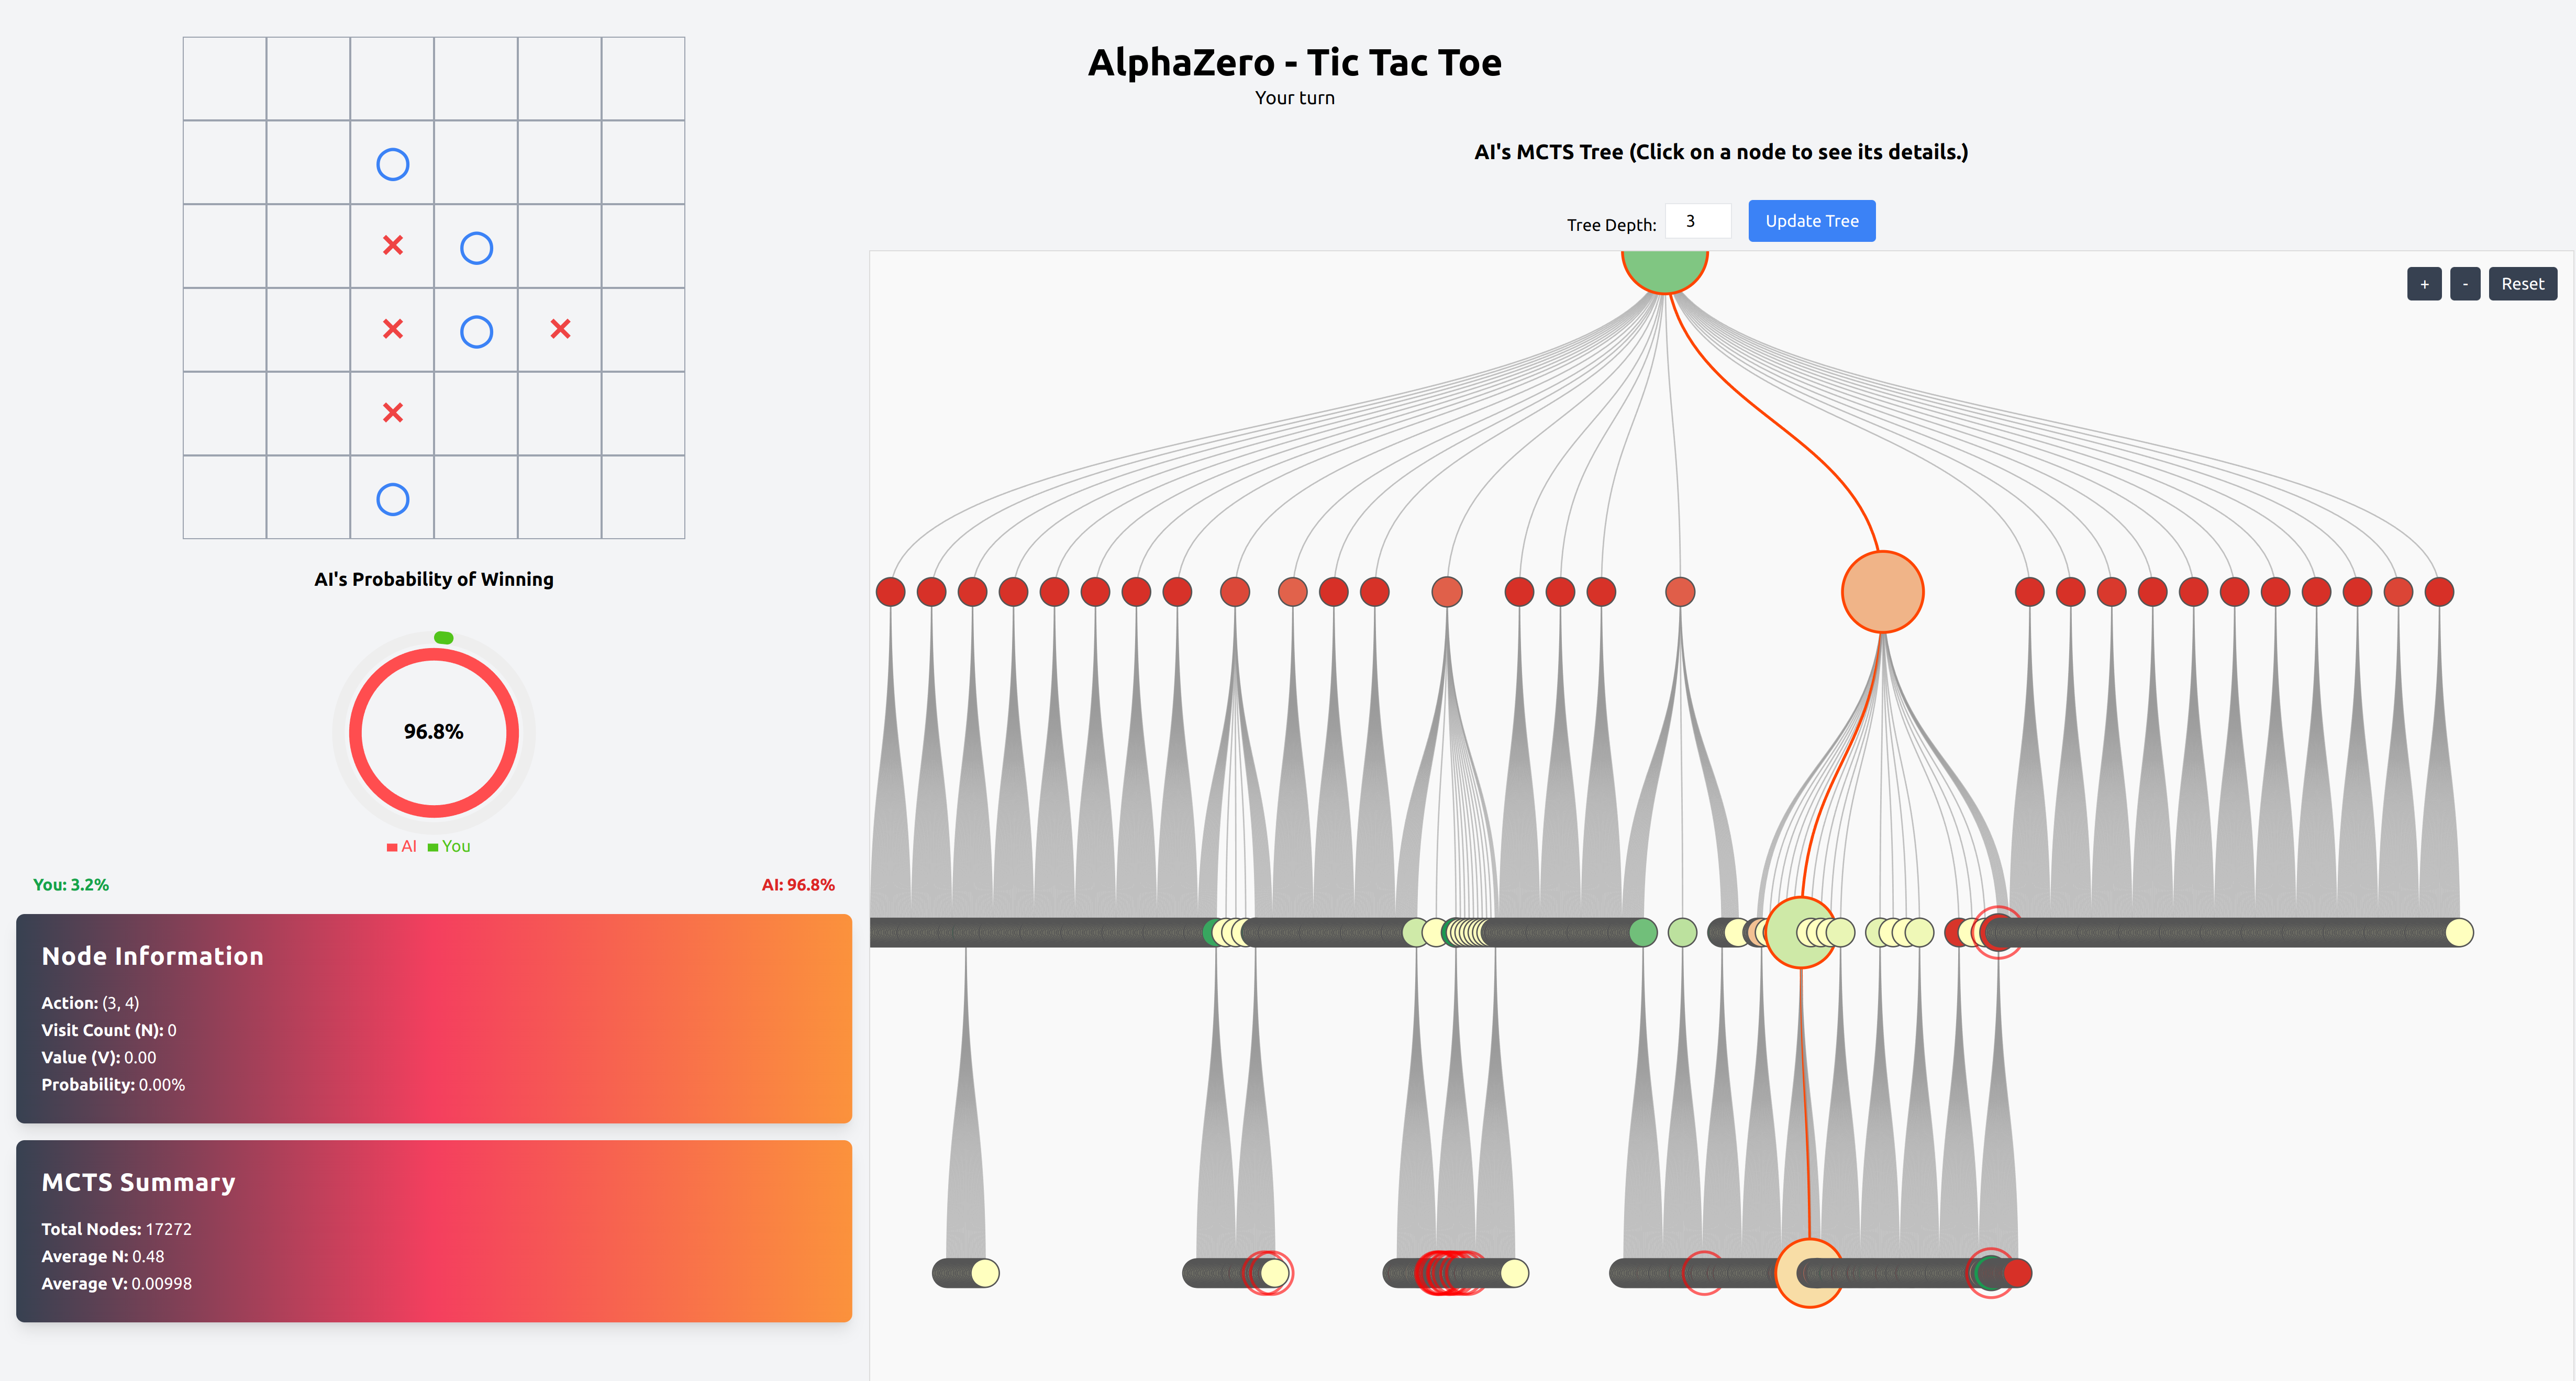 AlphaZero - Tic Tac Toe
Your turn
AI's MCTS Tree (Click on a node to see its details.)
Tree Depth: 3 Update Tree
+ - Reset
AI's Probability of Winning
96.8%
AI You
You: 3.2% AI: 96.8%
Node Information
Action: (3, 4)
Visit Count (N): 0
Value (V): 0.00
Probability: 0.00%
MCTS Summary
Total Nodes: 17272
Average N: 0.48
Average V: 0.00998